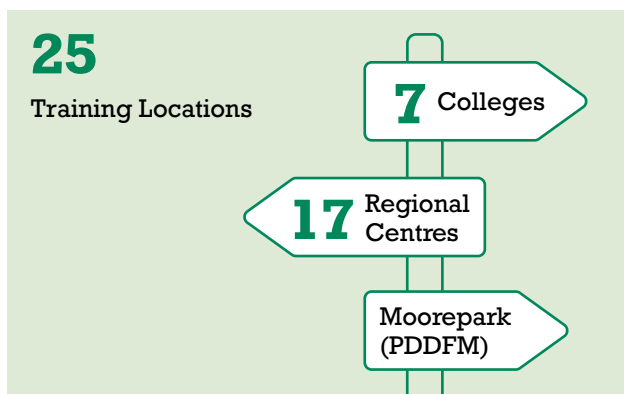 25
Training Locations
7 Colleges
17 Regional
Centres
Moorepark
(PDDFM)